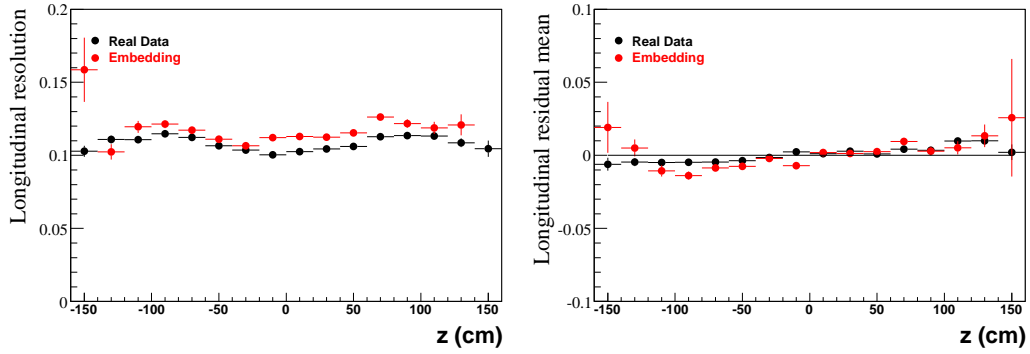 Longitudinal resolution
0.2
0.15
0.1
0.05
0
Real Data
Embedding
-150 -100 -50 0 50 100 150
z (cm)
Longitudinal residual mean
0.1
0.05
0
-0.05
-0.1
Real Data
Embedding
-150 -100 -50 0 50 100 150
z (cm)